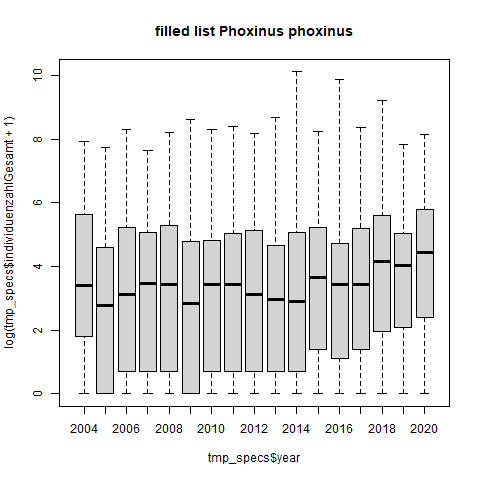 filled list Phoxinus phoxinus
log(tmp_specs$individuenzahlGesamt + 1)
10
8
6
4
2
0
2004 2006 2008 2010 2012 2014 2016 2018 2020
tmp_specs$year